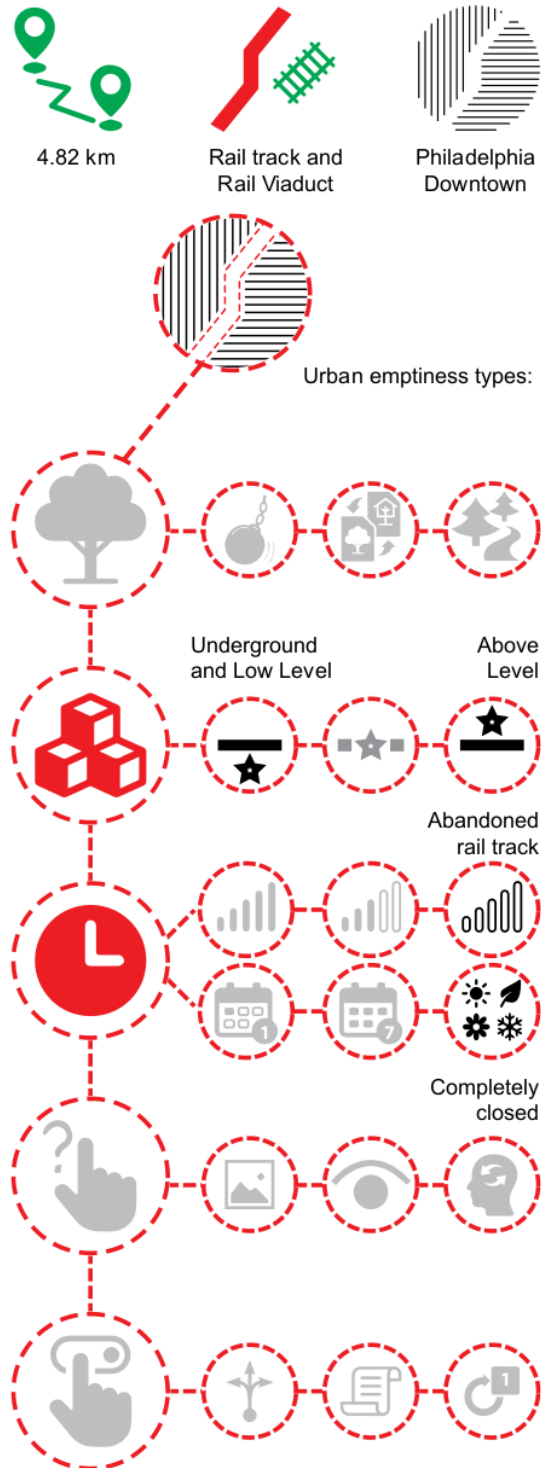 4.82 km
Rail track and
Rail Viaduct
Philadelphia
Downtown
Urban emptiness types:
Underground
and Low Level
Above
Level
Abandoned
rail track
1
7
Completely
closed
?
1